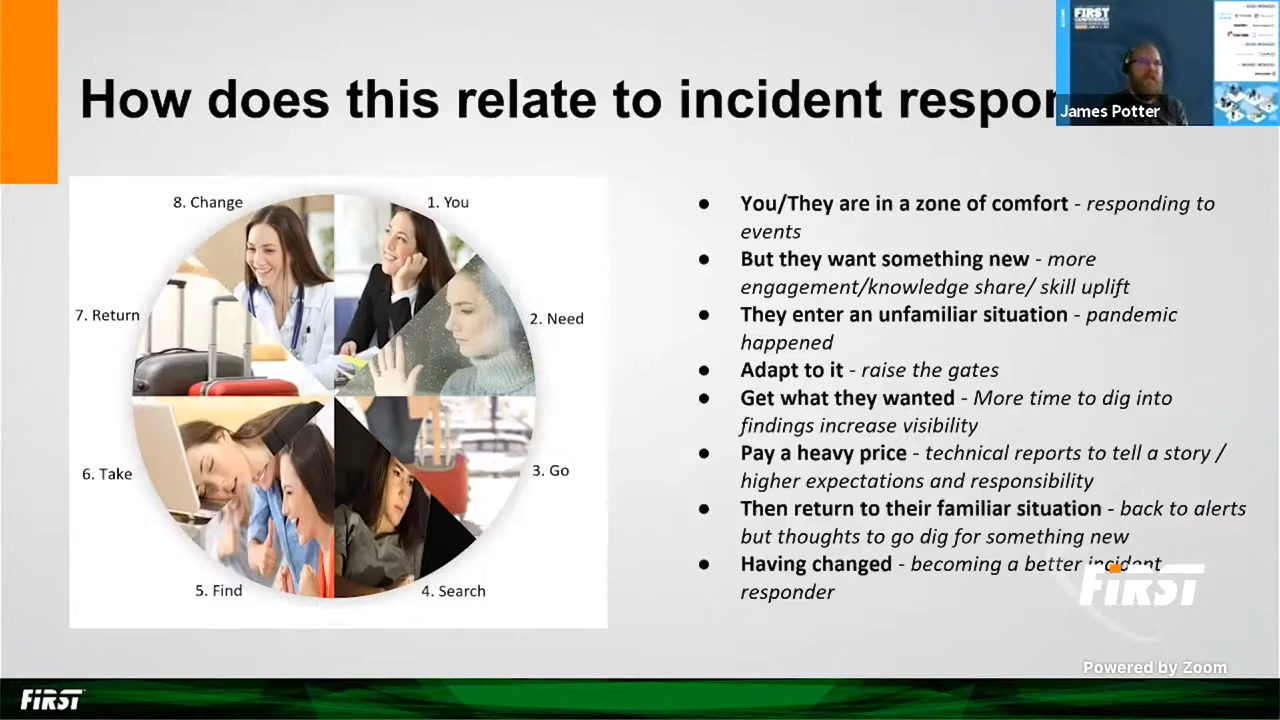 How does this relate to incident respon
FIRST
CONFERENCE
James Potter
8. Change
1. You
7. Return
2. Need
6. Take
3. Go
5. Find
4. Search
● You/They are in a zone of comfort - responding to
events
● But they want something new - more
engagement/knowledge share/ skill uplift
● They enter an unfamiliar situation - pandemic
happened
● Adapt to it - raise the gates
● Get what they wanted - More time to dig into
findings increase visibility
● Pay a heavy price - technical reports to tell a story /
higher expectations and responsibility
● Then return to their familiar situation - back to alerts
but thoughts to go dig for something new
● Having changed - becoming a better incident
responder
FIRST
Powered by Zoom
FIRST